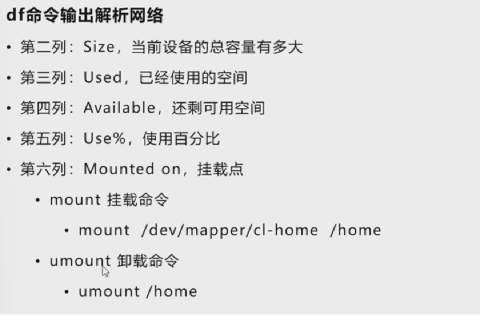 df命令输出解析网络
• 第二列：Size，当前设备的总容量有多大
• 第三列：Used，已经使用的空间
• 第四列：Available，还剩可用空间
• 第五列：Use%，使用百分比
• 第六列：Mounted on，挂载点
• mount 挂载命令
• mount /dev/mapper/cl-home /home
• umount 卸载命令
• umount /home